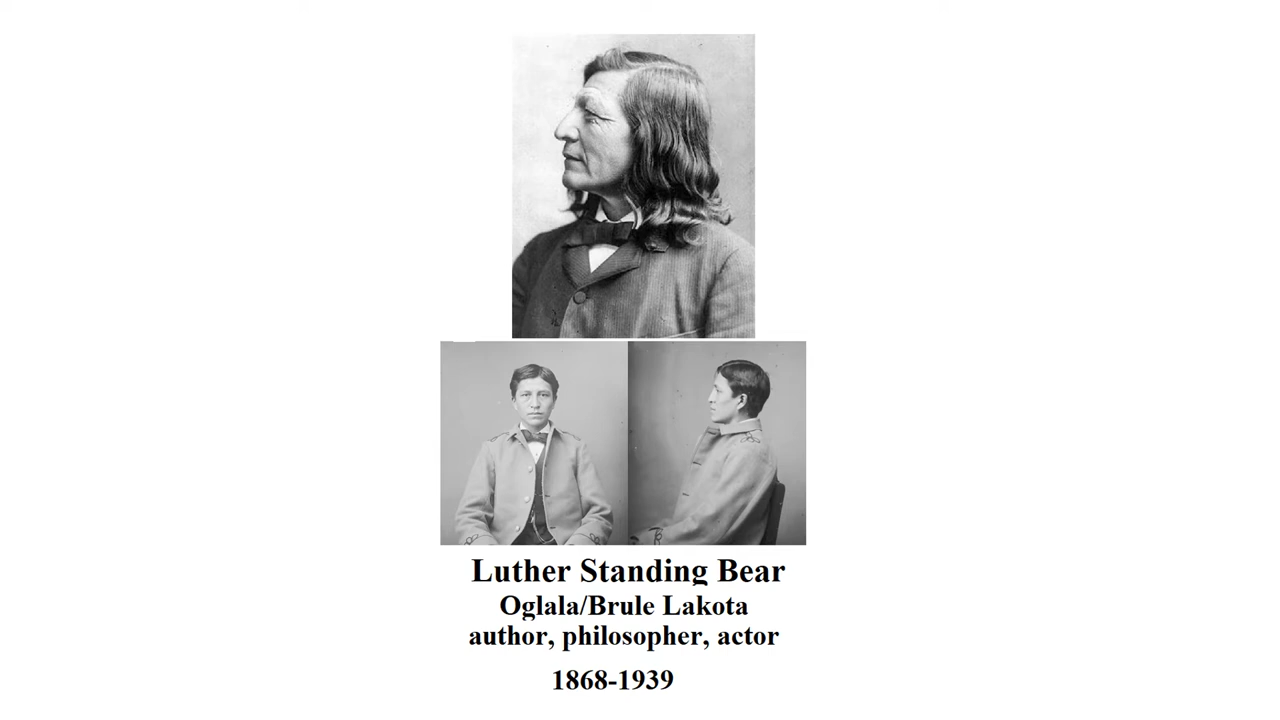 Luther Standing Bear
Oglala/Brule Lakota
author, philosopher, actor
1868-1939